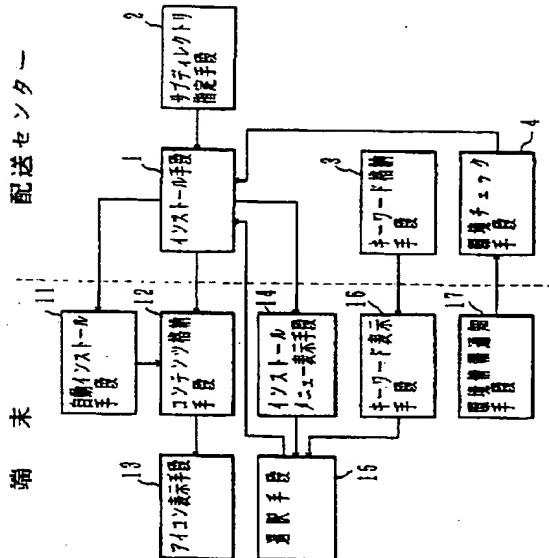 配送センター
端末
2
サブディレクトリ
指定手段
1
インストール手段
3
キーワード格納
手段
4
環境チェック
手段
11
自動インストール
手段
12
コンテンツ格納
手段
14
インストール
メニュー表示手段
16
キーワード表示
手段
17
環境情報通知
手段
13
アイコン表示手段
15
選択手段